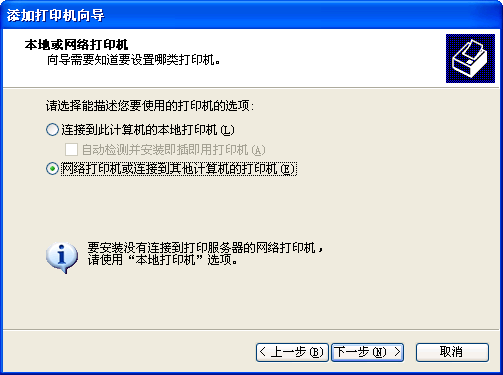 添加打印机向导
本地或网络打印机
向导需要知道要设置哪类打印机。
请选择能描述您要使用的打印机的选项:
连接到此计算机的本地打印机(L)
自动检测并安装即插即用打印机(A)
网络打印机或连接到其他计算机的打印机(E)
要安装没有连接到打印服务器的网络打印机，
请使用“本地打印机”选项。
< 上一步(B) 下一步(N) > 取消